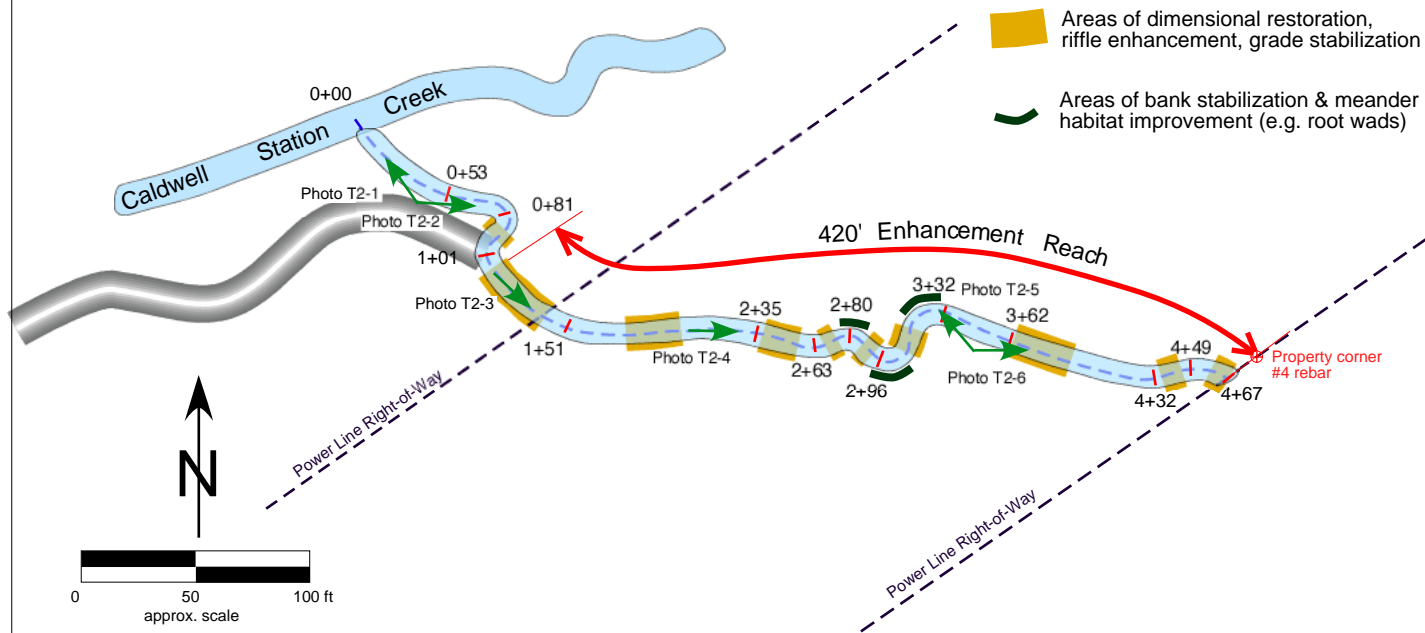 Areas of dimensional restoration,
riffle enhancement, grade stabilization
Areas of bank stabilization & meander
habitat improvement (e.g. root wads)
0+00
Caldwell Station Creek
0+53
Photo T2-1
Photo T2-2
0+81
420' Enhancement Reach
1+01
Photo T2-3
1+51
Photo T2-4
2+35
2+63
2+80
2+96
3+32
Photo T2-5
3+62
Photo T2-6
4+32
4+49
4+67
Property corner
#4 rebar
Power Line Right-of-Way
Power Line Right-of-Way
N
0 50 100 ft
approx. scale